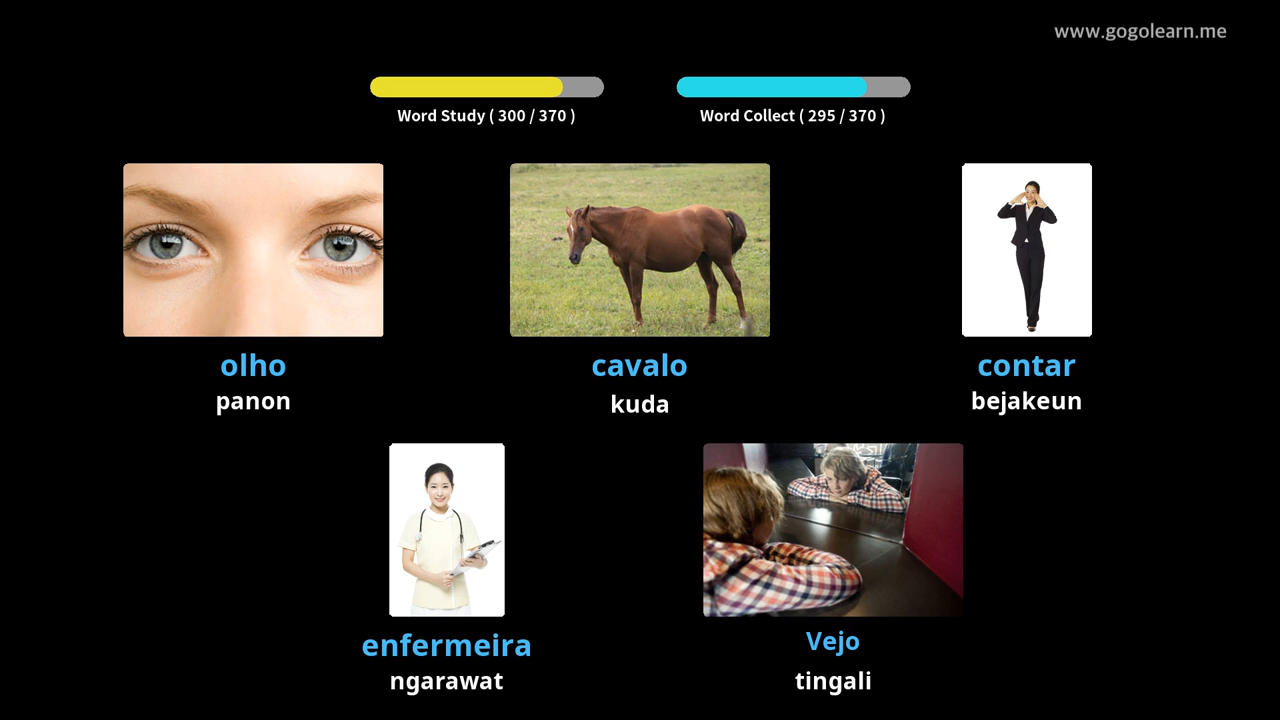 www.gogolearn.me
Word Study ( 300 / 370 )
Word Collect ( 295 / 370 )
olho
panon
cavalo
kuda
contar
bejakeun
enfermeira
ngarawat
Vejo
tingali